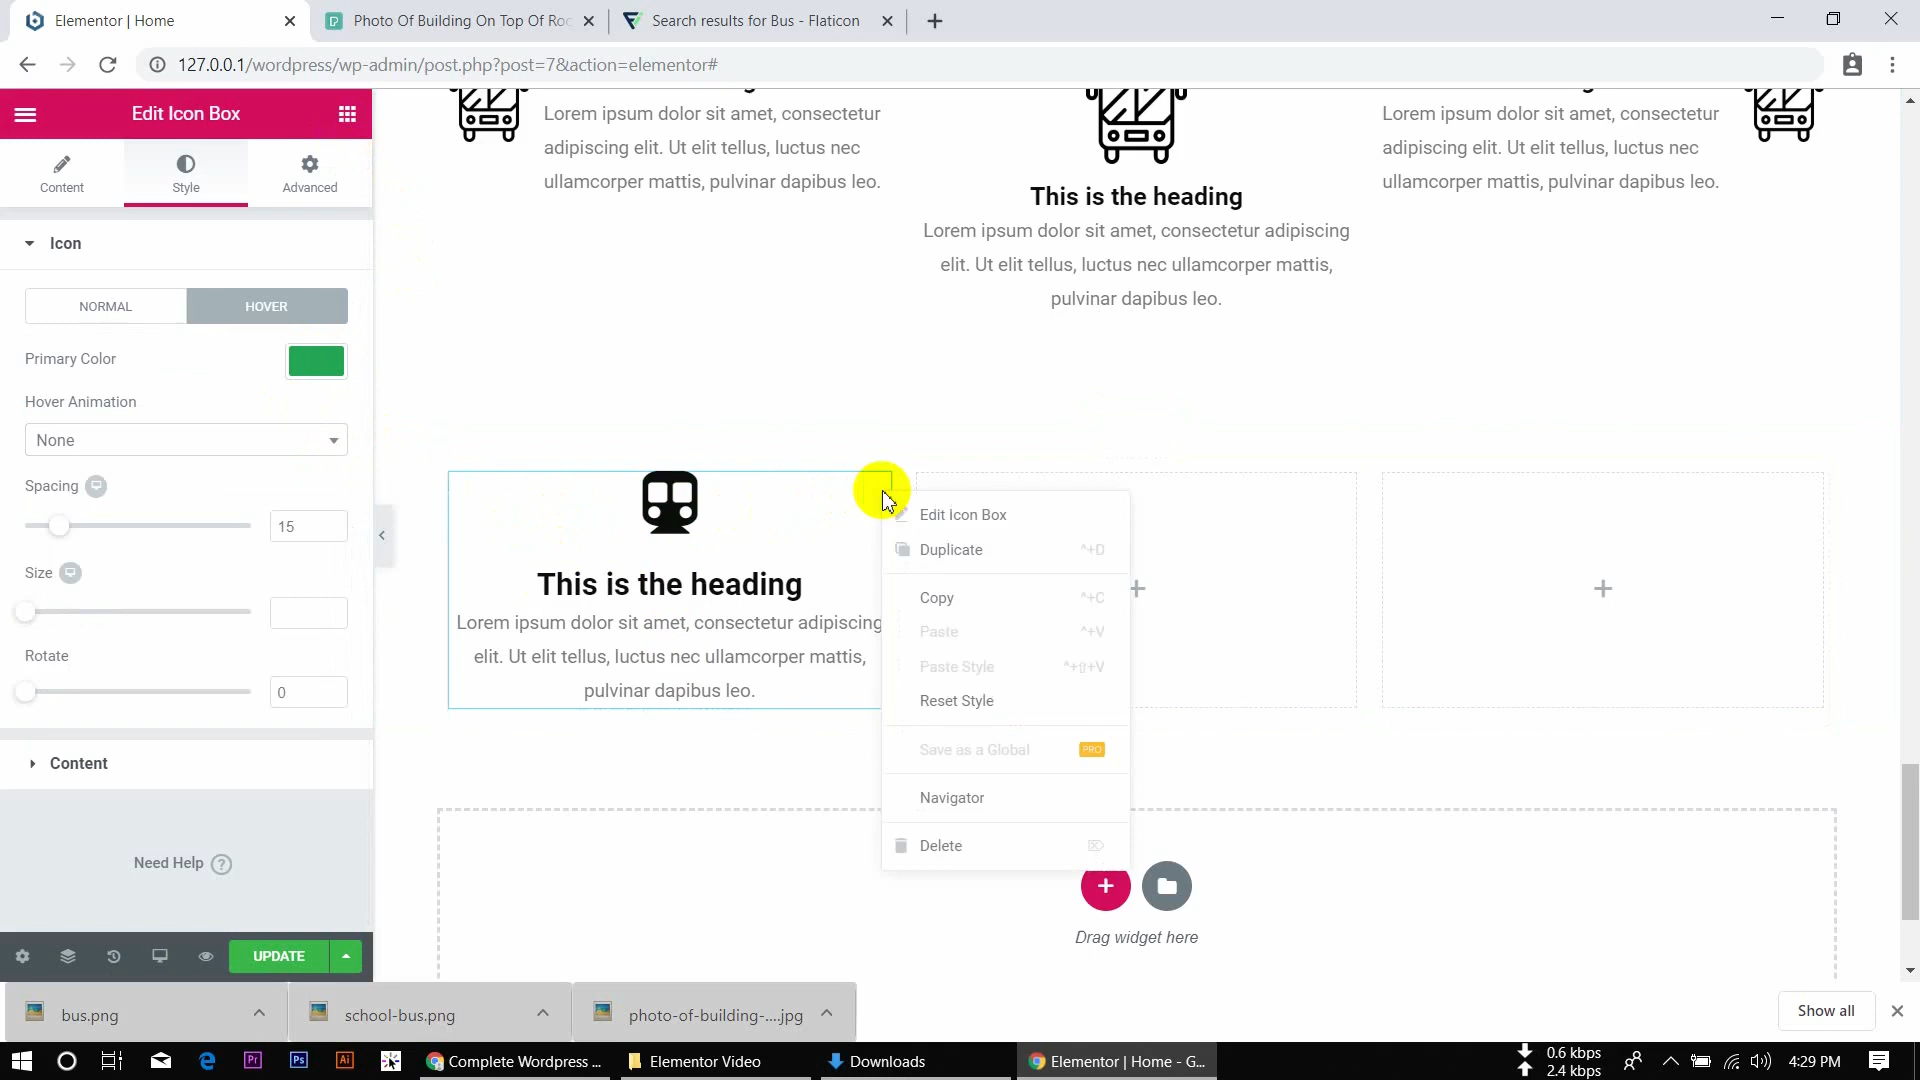 Elementor | Home
Photo Of Building On Top Of Roc
Search results for Bus - Flaticon
127.0.0.1/wordpress/wp-admin/post.php?post=7&action=elementor#
Edit Icon Box
Content
Style
Advanced
Icon
NORMAL
HOVER
Primary Color
Hover Animation
None
Spacing
15
Size
Rotate
0
Content
Need Help ?
UPDATE
Lorem ipsum dolor sit amet, consectetur
adipiscing elit. Ut elit tellus, luctus nec
ullamcorper mattis, pulvinar dapibus leo.
This is the heading
Lorem ipsum dolor sit amet, consectetur adipiscing
elit. Ut elit tellus, luctus nec ullamcorper mattis,
pulvinar dapibus leo.
Lorem ipsum dolor sit amet, consectetur
adipiscing elit. Ut elit tellus, luctus nec
ullamcorper mattis, pulvinar dapibus leo.
This is the heading
Lorem ipsum dolor sit amet, consectetur adipiscing
elit. Ut elit tellus, luctus nec ullamcorper mattis,
pulvinar dapibus leo.
Edit Icon Box
Duplicate ^+D
Copy ^+C
Paste ^+V
Paste Style ^+⇧+V
Reset Style
Save as a Global PRO
Navigator
Delete ⌦
Drag widget here
bus.png
school-bus.png
photo-of-building-....jpg
Show all
Pr
Ps
Ai
Complete Wordpress ...
Elementor Video
Downloads
Elementor | Home - G...
0.6 kbps
2.4 kbps
4:29 PM